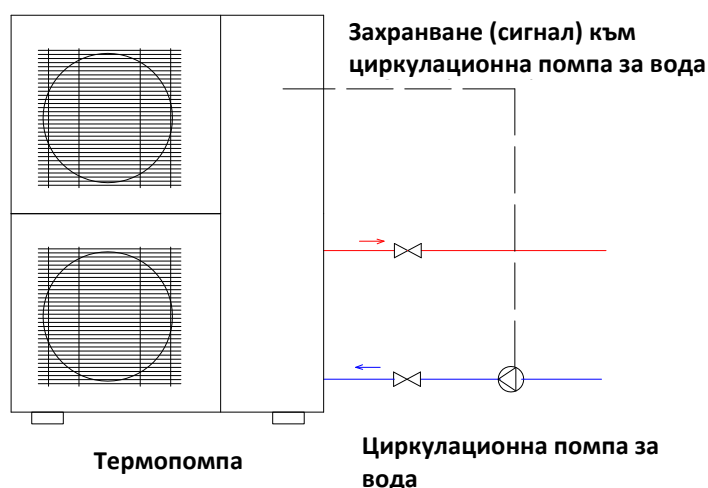 Захранване (сигнал) към
циркулационна помпа за вода
Термопомпа
Циркулационна помпа за
вода